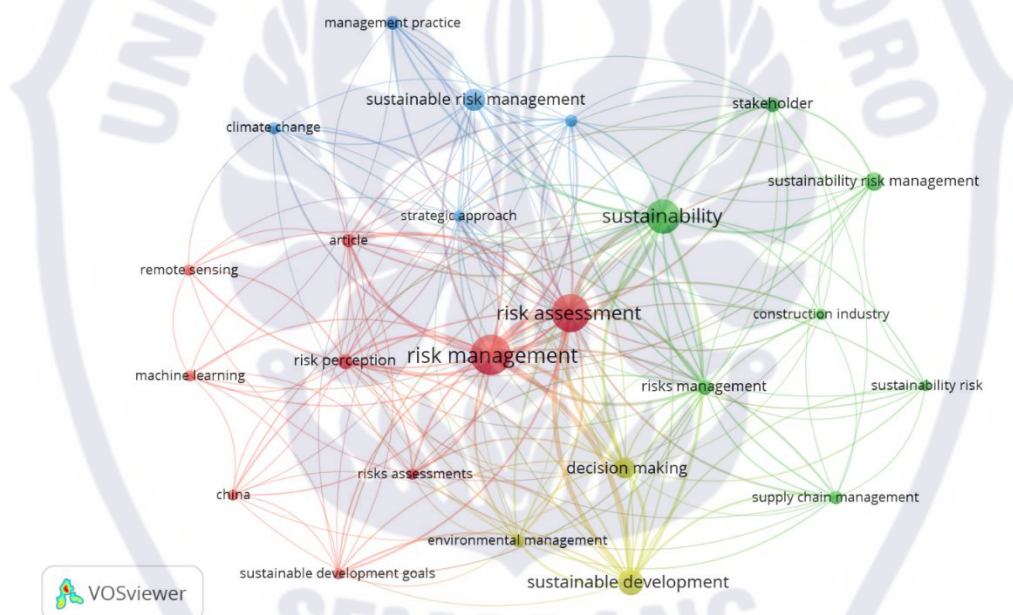 management practice
sustainable risk management
stakeholder
climate change
sustainability risk management
strategic approach
sustainability
article
remote sensing
risk assessment
construction industry
risk management
risk perception
machine learning
risks management
sustainability risk
decision making
risks assessments
china
supply chain management
environmental management
sustainable development goals
sustainable development
VOSviewer